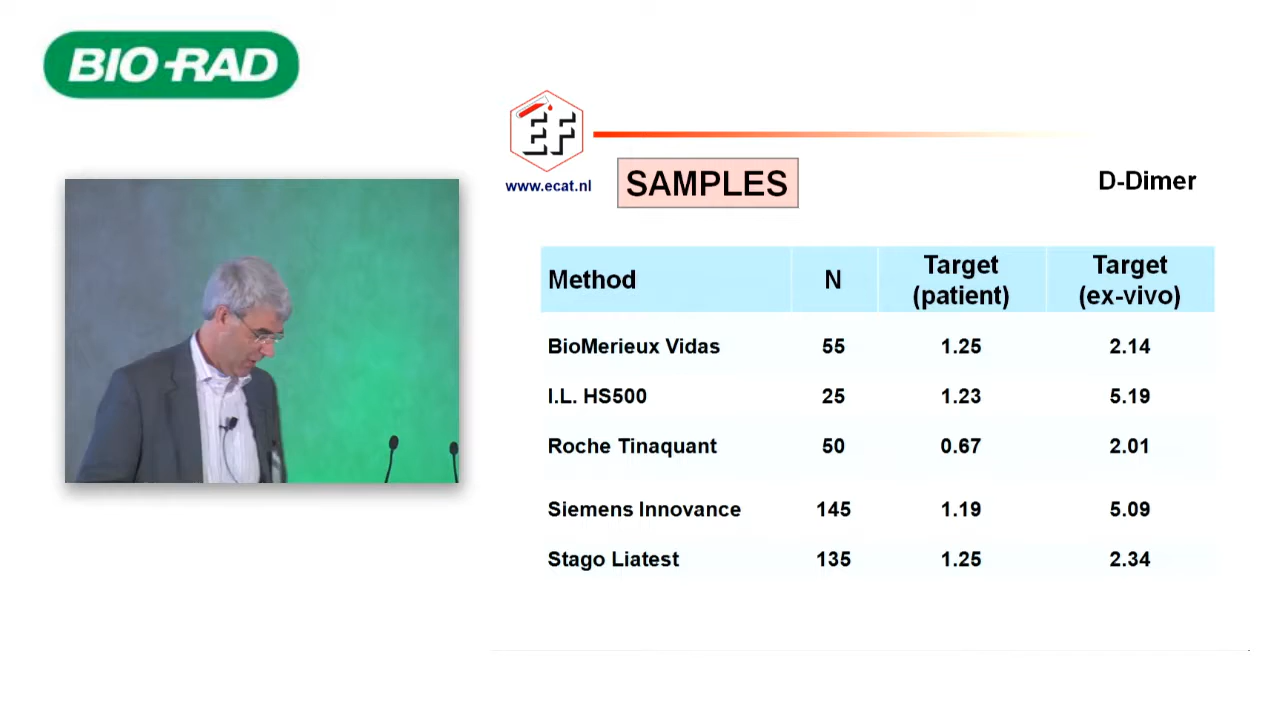 BIO-RAD
EF
www.ecat.nl
SAMPLES
D-Dimer
Method N Target (patient) Target (ex-vivo)
BioMerieux Vidas 55 1.25 2.14
I.L. HS500 25 1.23 5.19
Roche Tinaquant 50 0.67 2.01
Siemens Innovance 145 1.19 5.09
Stago Liatest 135 1.25 2.34